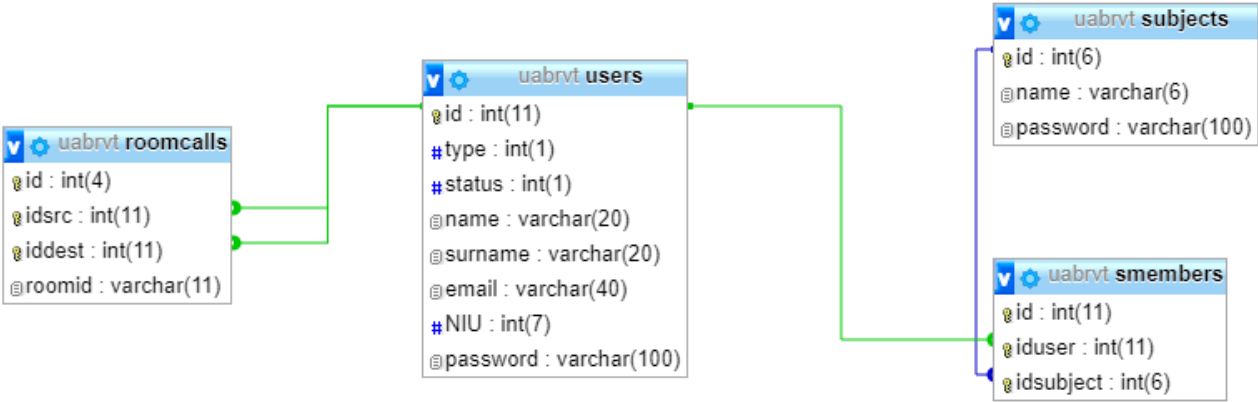 uabrvt roomcalls
id : int(4)
idsrc : int(11)
iddest : int(11)
roomid : varchar(11)
uabrvt users
id : int(11)
type : int(1)
status : int(1)
name : varchar(20)
surname : varchar(20)
email : varchar(40)
NIU : int(7)
password : varchar(100)
uabrvt subjects
id : int(6)
name : varchar(6)
password : varchar(100)
uabrvt smembers
id : int(11)
iduser : int(11)
idsubject : int(6)